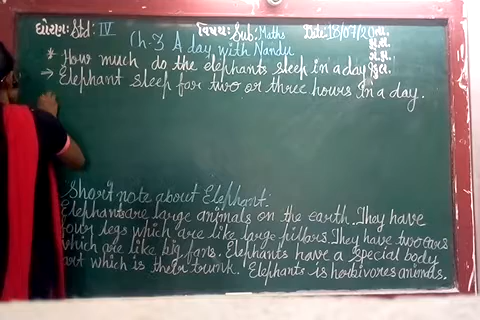 ધોરણ: Std: IV વિષય: Sub: Maths Date: 18/07/20
Ch-3 A day with Nandu
* How much do the elephants sleep in a day?
→ Elephant sleep for two or three hours in a day.
Short note about Elephant:
Elephants are large animals on the earth. They have
four legs which are like large pillars. They have two ears
which are like big fans. Elephants have a special body
art which is their trunk. Elephants is herbivores animals.